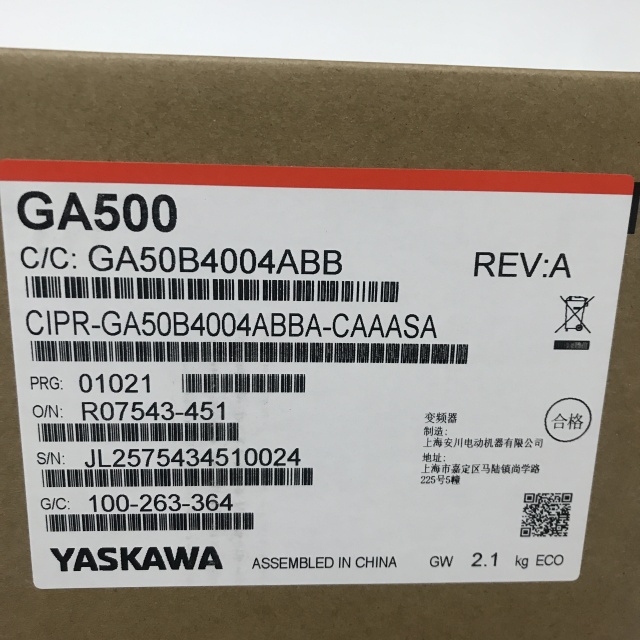 GA500
C/C: GA50B4004ABB
REV:A
CIPR-GA50B4004ABBA-CAAASA
PRG: 01021
O/N: R07543-451
S/N: JL2575434510024
G/C: 100-263-364
变频器
制造:
上海安川电动机器有限公司
地址:
上海市嘉定区马陆镇尚学路
225号5幢
合格
YASKAWA ASSEMBLED IN CHINA GW 2.1 kg ECO